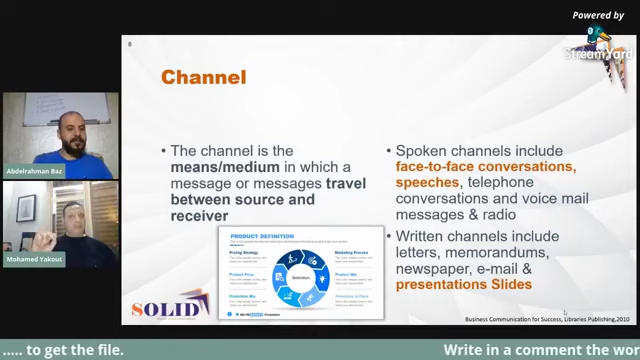 Powered by
StreamYard
6
Channel
• The channel is the
means/medium in which a
message or messages travel
between source and
receiver
• Spoken channels include
face-to-face conversations,
speeches, telephone
conversations and voice mail
messages & radio
• Written channels include
letters, memorandums,
newspaper, e-mail &
presentations Slides
PRODUCT DEFINITION
Pricing Strategy
Product Price
Promotion Mix
Definition
Marketing Process
Product Mix
Promotion & Place
SOLID
Business Communication for Success, Libraries Publishing,2010
Abdelrahman Baz
Mohamed Yakout
..... to get the file.
Write in a comment the wor